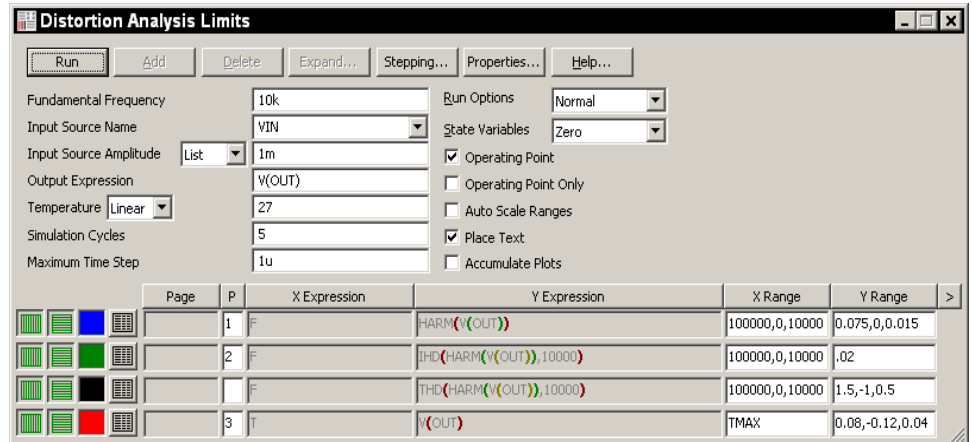 Distortion Analysis Limits
Run Add Delete Expand... Stepping... Properties... Help...
Fundamental Frequency 10k Run Options Normal
Input Source Name VIN State Variables Zero
Input Source Amplitude List 1m Operating Point
Output Expression V(OUT) Operating Point Only
Temperature Linear 27 Auto Scale Ranges
Simulation Cycles 5 Place Text
Maximum Time Step 1u Accumulate Plots
Page P X Expression Y Expression X Range Y Range >
1 F HARM(V(OUT)) 100000,0,10000 0.075,0,0.015
2 F IHD(HARM(V(OUT)),10000) 100000,0,10000 .02
F THD(HARM(V(OUT)),10000) 100000,0,10000 1.5,-1,0.5
3 T V(OUT) TMAX 0.08,-0.12,0.04